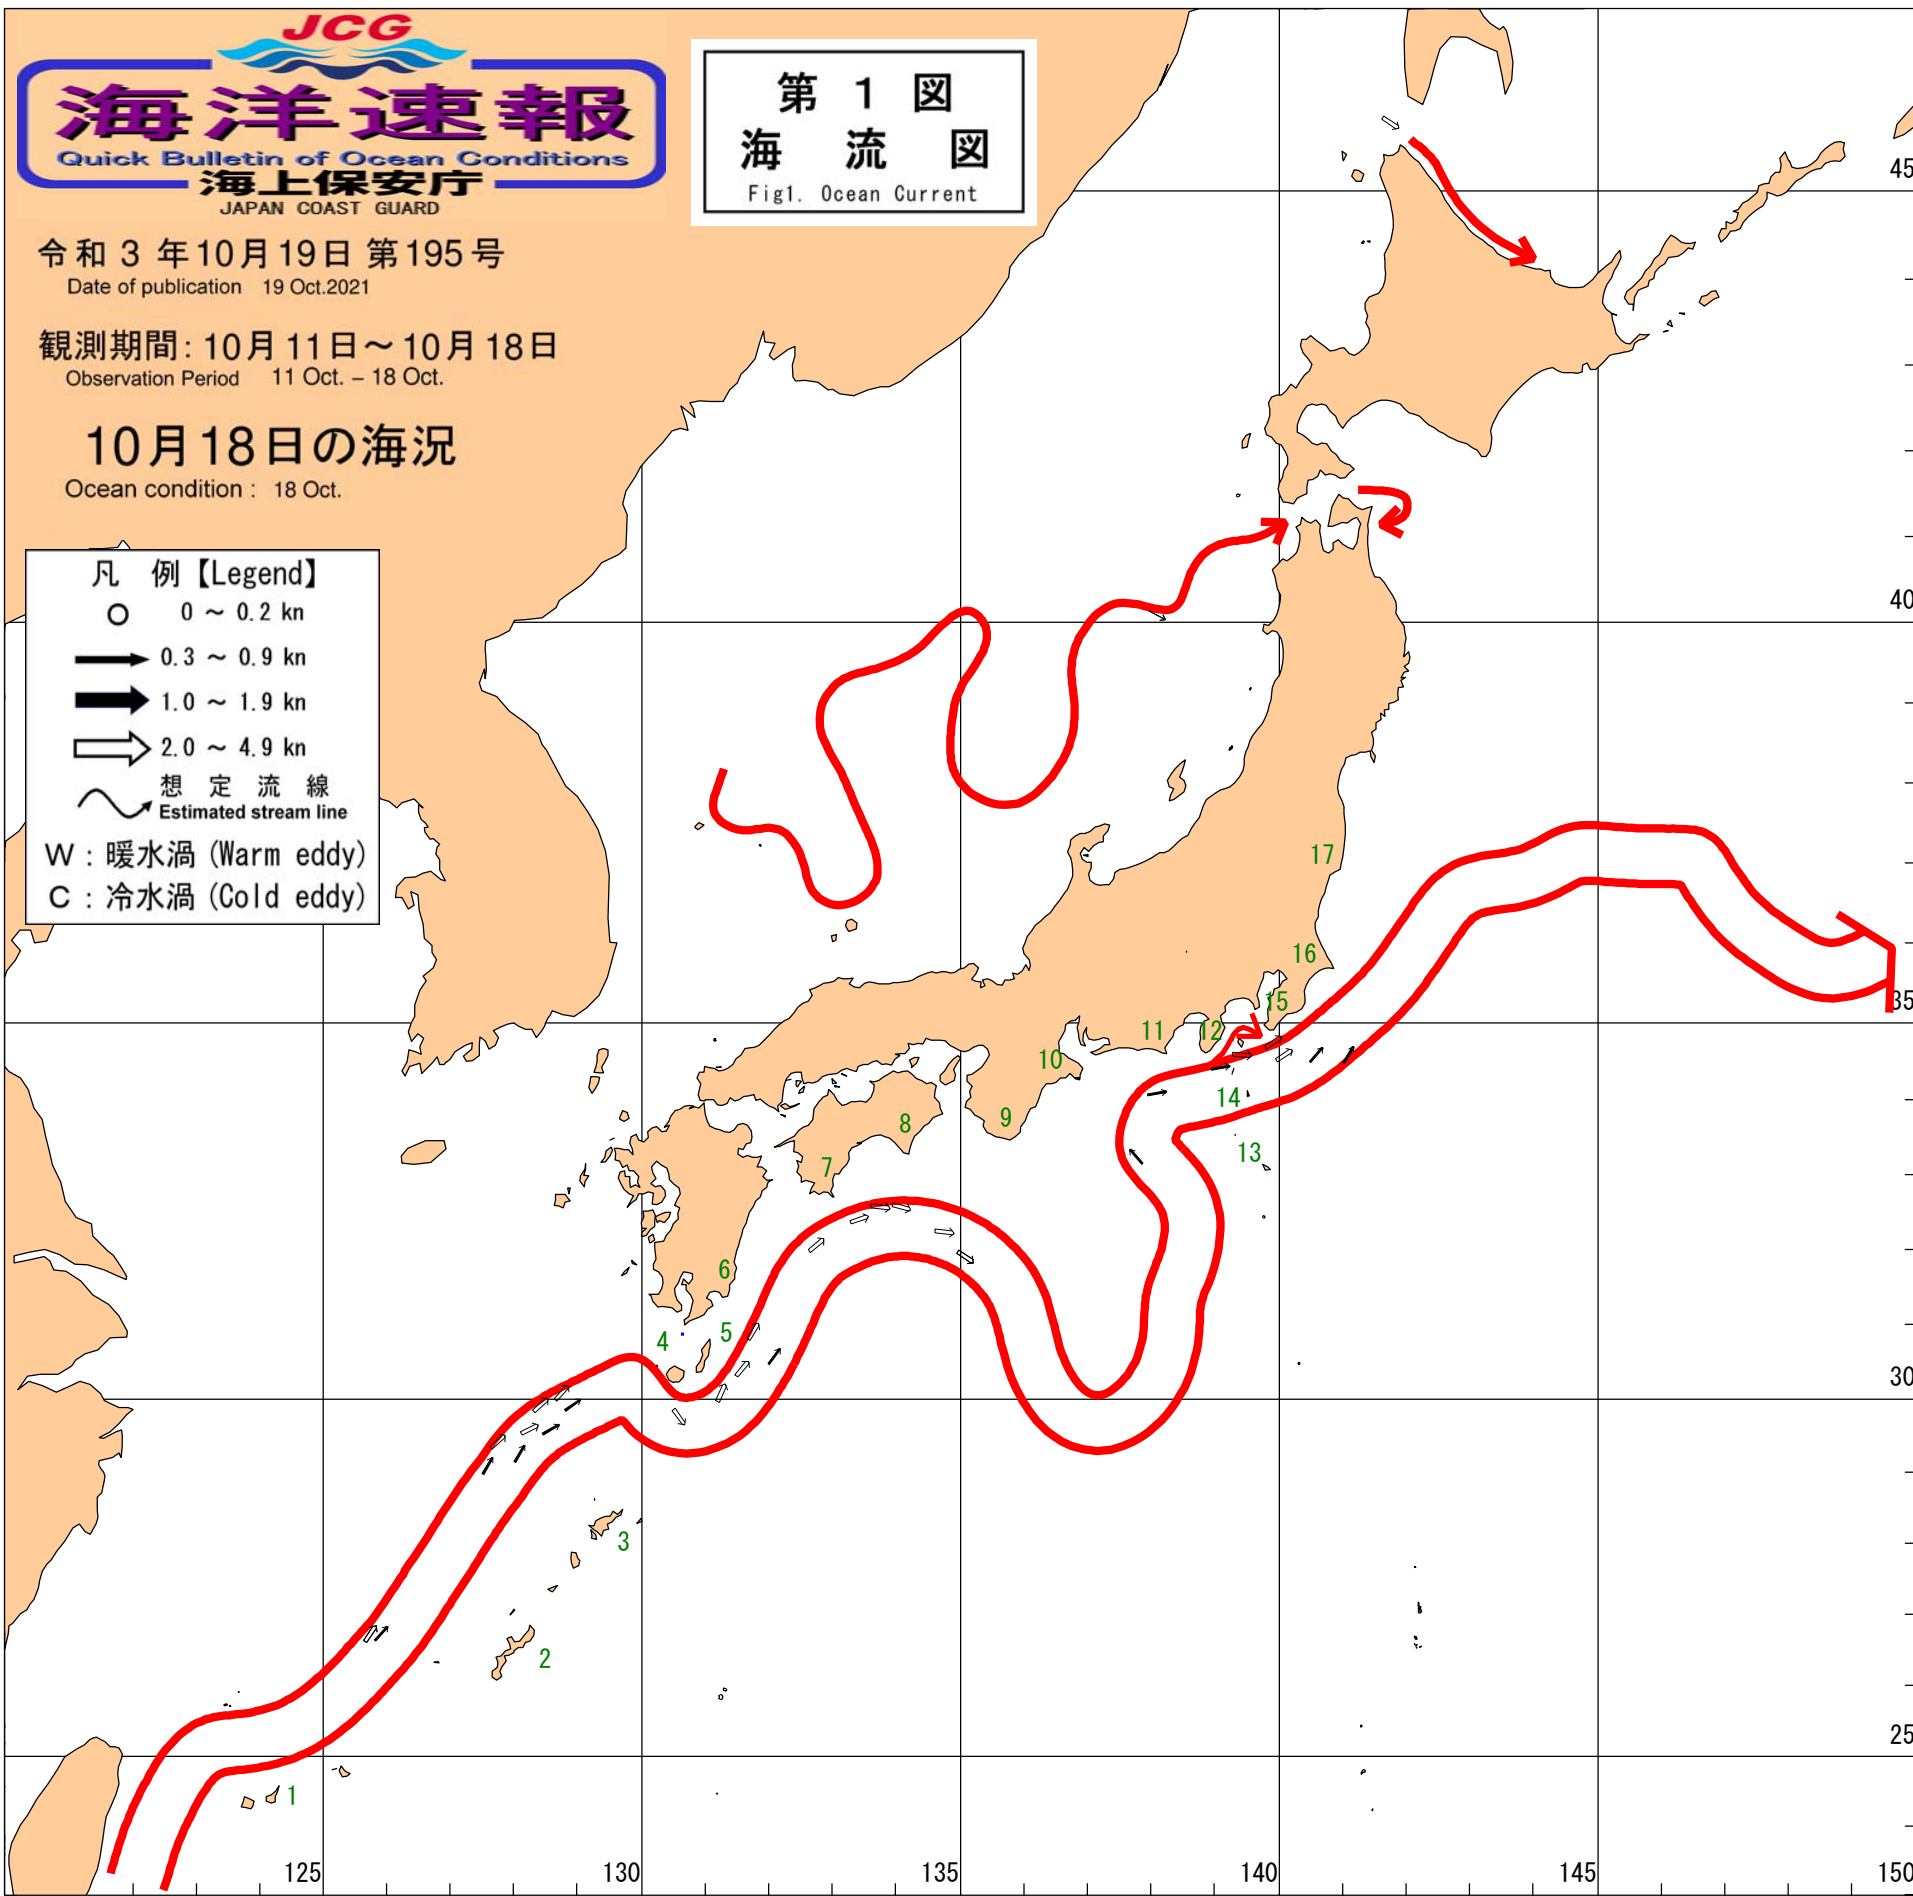 JCG
海洋速報
Quick Bulletin of Ocean Conditions
海上保安庁
JAPAN COAST GUARD
令和 3 年10月19日 第195号
Date of publication 19 Oct.2021
観測期間: 10月11日～10月18日
Observation Period 11 Oct. – 18 Oct.
10月18日の海況
Ocean condition : 18 Oct.
第 1 図
海 流 図
Fig1. Ocean Current
凡 例【Legend】
0 ～ 0.2 kn
0.3 ～ 0.9 kn
1.0 ～ 1.9 kn
2.0 ～ 4.9 kn
想 定 流 線
Estimated stream line
W : 暖水渦 (Warm eddy)
C : 冷水渦 (Cold eddy)
45
40
35
30
25
17
16
15
12
11
10
14
13
9
8
7
6
5
4
3
2
1
125
130
135
140
145
150